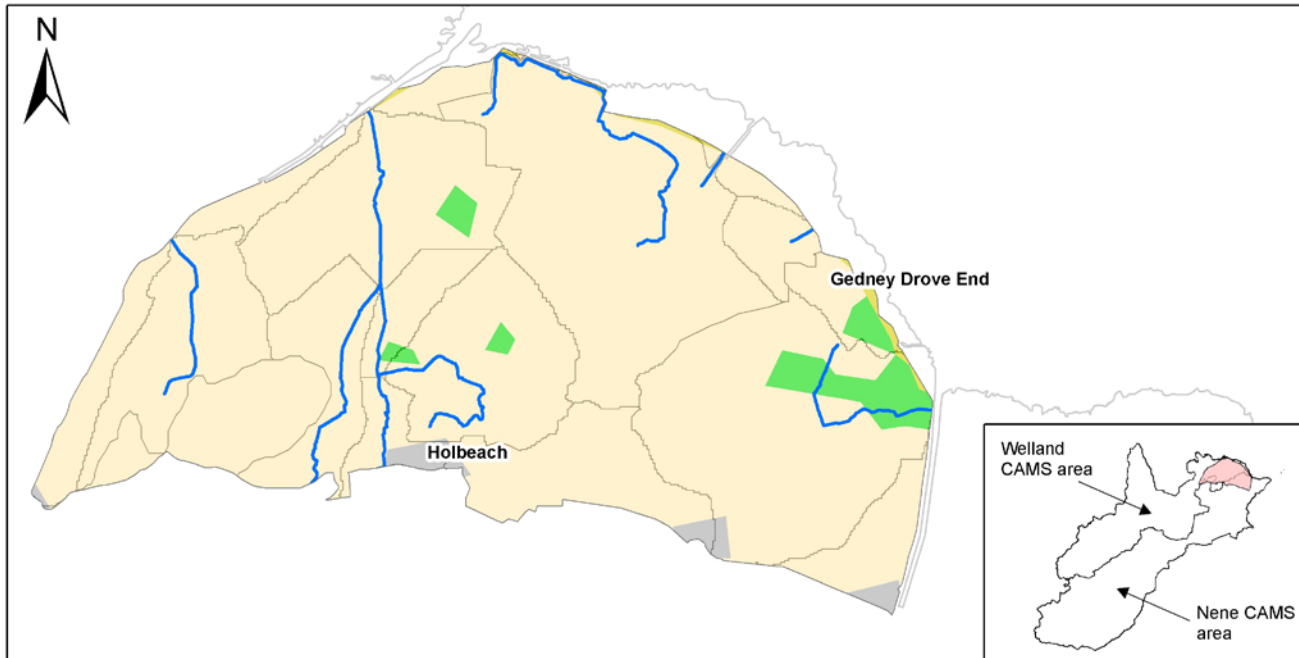 N
Gedney Drove End
Holbeach
Welland
CAMS area
Nene CAMS
area